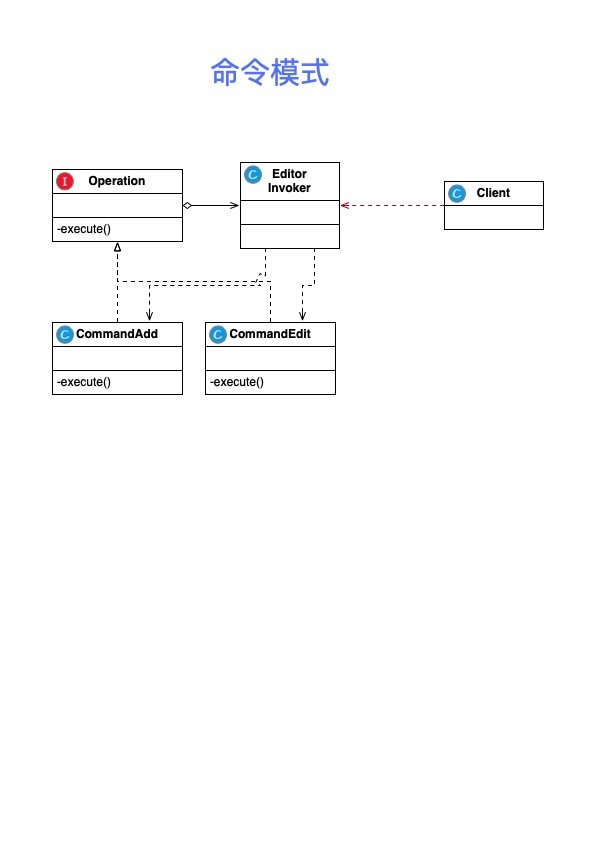 命令模式
I
Operation
-execute()
C
Editor
Invoker
C
Client
C
CommandAdd
-execute()
C
CommandEdit
-execute()